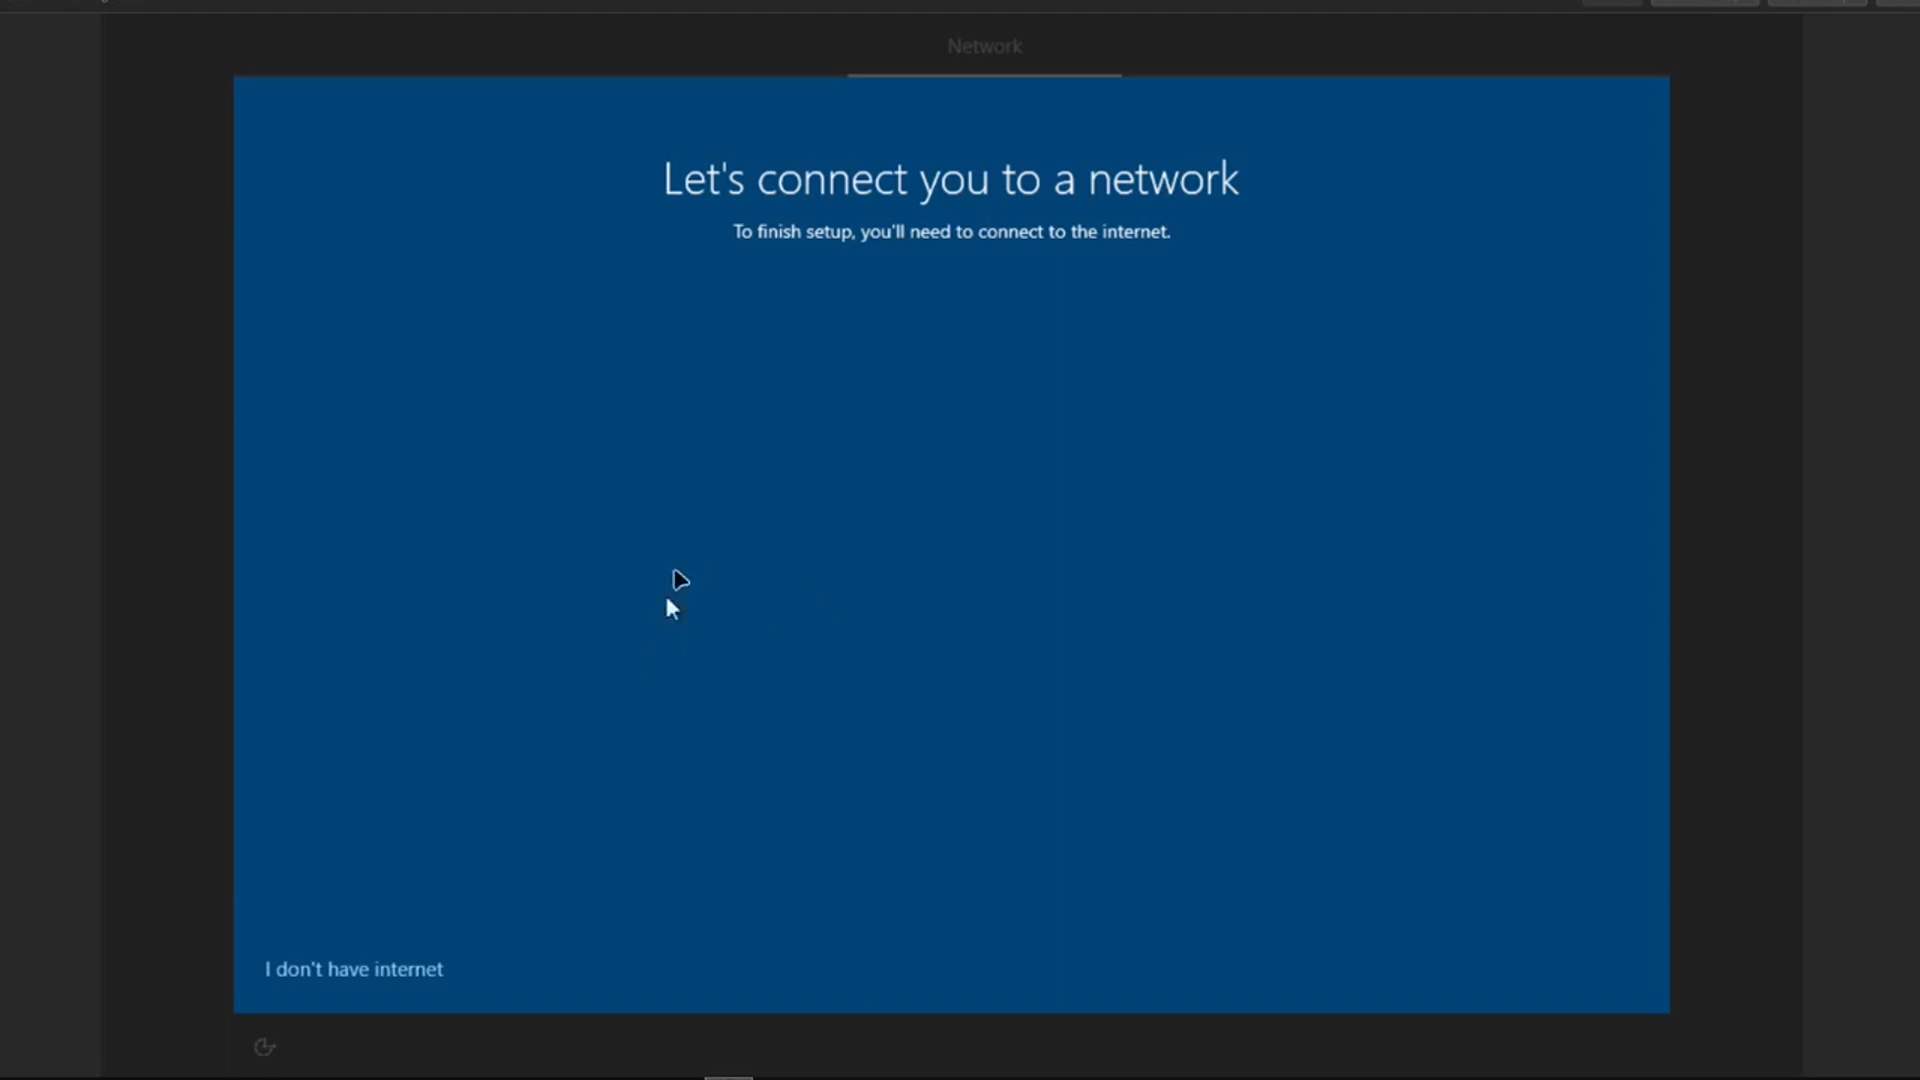 Network
Let's connect you to a network
To finish setup, you'll need to connect to the internet.
I don't have internet